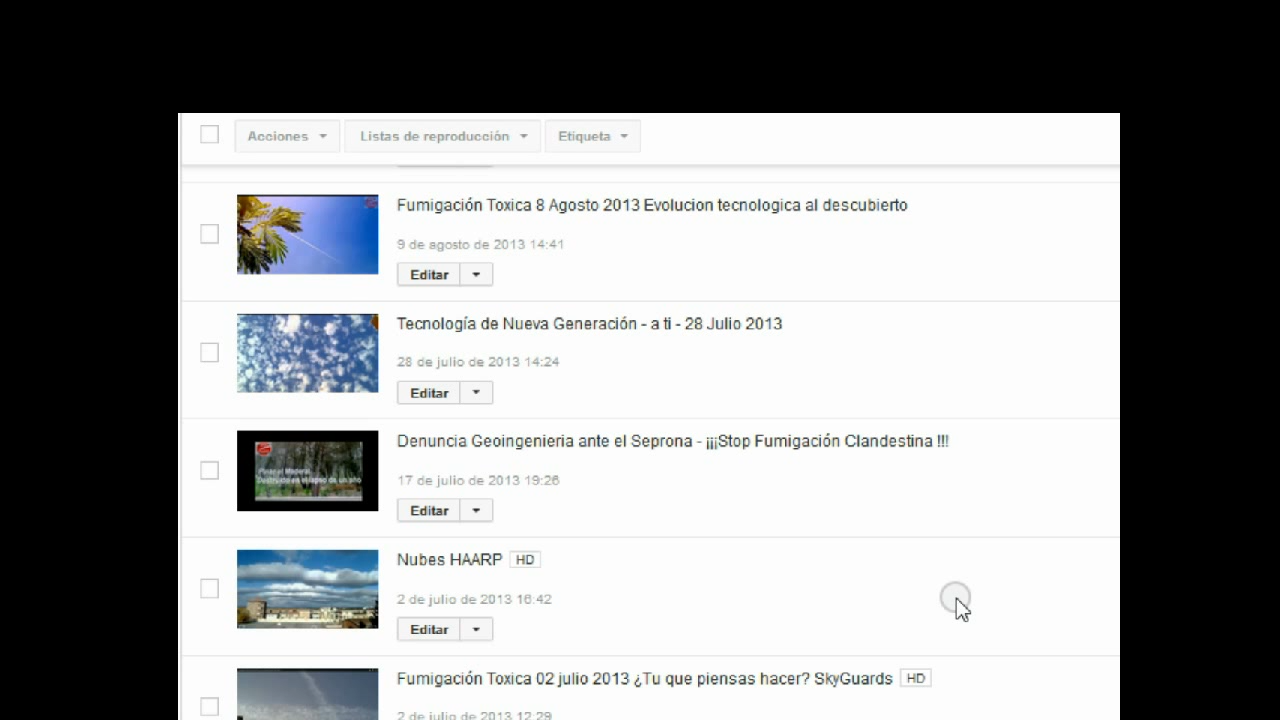 Acciones
Listas de reproducción
Etiqueta
Fumigación Toxica 8 Agosto 2013 Evolucion tecnologica al descubierto
9 de agosto de 2013 14:41
Editar
Tecnología de Nueva Generación - a ti - 28 Julio 2013
28 de julio de 2013 14:24
Editar
Denuncia Geoingenieria ante el Seprona - ¡¡¡Stop Fumigación Clandestina !!!
17 de julio de 2013 19:26
Editar
Nubes HAARP HD
2 de julio de 2013 16:42
Editar
Fumigación Toxica 02 julio 2013 ¿Tu que piensas hacer? SkyGuards HD
2 de julio de 2013 12:29